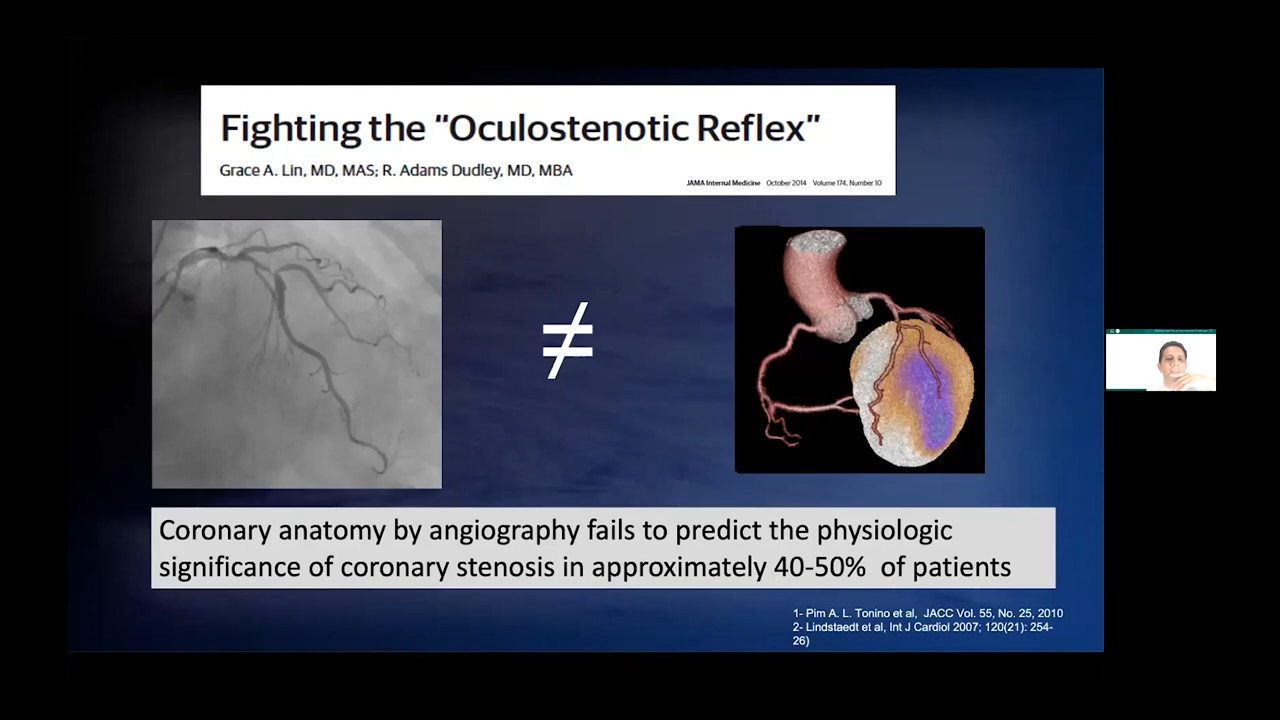 Fighting the “Oculostenotic Reflex”
Grace A. Lin, MD, MAS; R. Adams Dudley, MD, MBA
JAMA Internal Medicine October 2014 Volume 174, Number 10
≠
Coronary anatomy by angiography fails to predict the physiologic
significance of coronary stenosis in approximately 40-50% of patients
1- Pim A. L. Tonino et al, JACC Vol. 55, No. 25, 2010
2- Lindstaedt et al, Int J Cardiol 2007; 120(21): 254-
26)